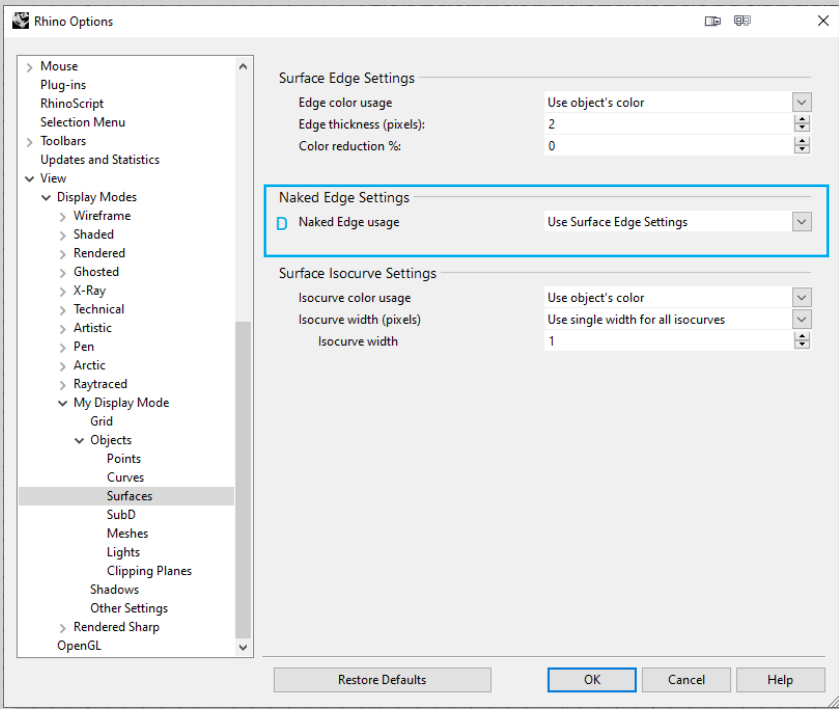 Rhino Options
Mouse
Plug-ins
RhinoScript
Selection Menu
Toolbars
Updates and Statistics
View
Display Modes
Wireframe
Shaded
Rendered
Ghosted
X-Ray
Technical
Artistic
Pen
Arctic
Raytraced
My Display Mode
Grid
Objects
Points
Curves
Surfaces
SubD
Meshes
Lights
Clipping Planes
Shadows
Other Settings
Rendered Sharp
OpenGL
Surface Edge Settings
Edge color usage Use object's color
Edge thickness (pixels): 2
Color reduction %: 0
Naked Edge Settings
D Naked Edge usage Use Surface Edge Settings
Surface Isocurve Settings
Isocurve color usage Use object's color
Isocurve width (pixels) Use single width for all isocurves
Isocurve width 1
Restore Defaults OK Cancel Help